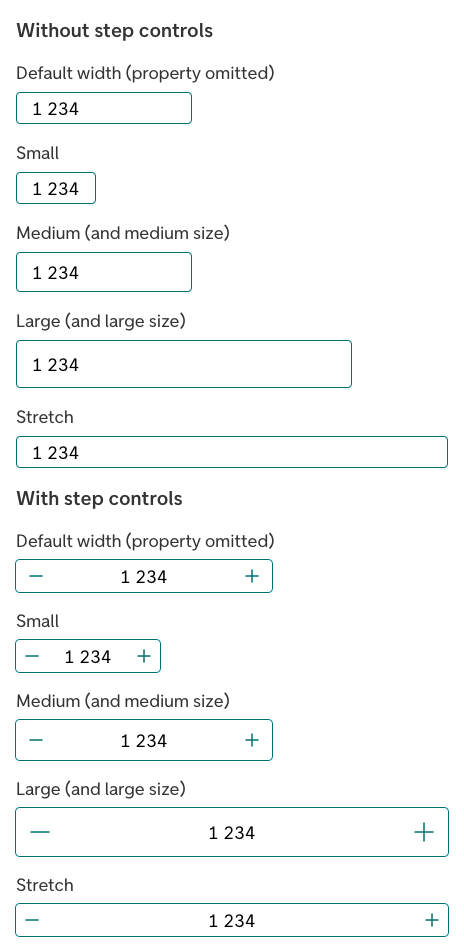 Without step controls
Default width (property omitted)
1 234
Small
1 234
Medium (and medium size)
1 234
Large (and large size)
1 234
Stretch
1 234
With step controls
Default width (property omitted)
− 1 234 +
Small
− 1 234 +
Medium (and medium size)
− 1 234 +
Large (and large size)
− 1 234 +
Stretch
− 1 234 +